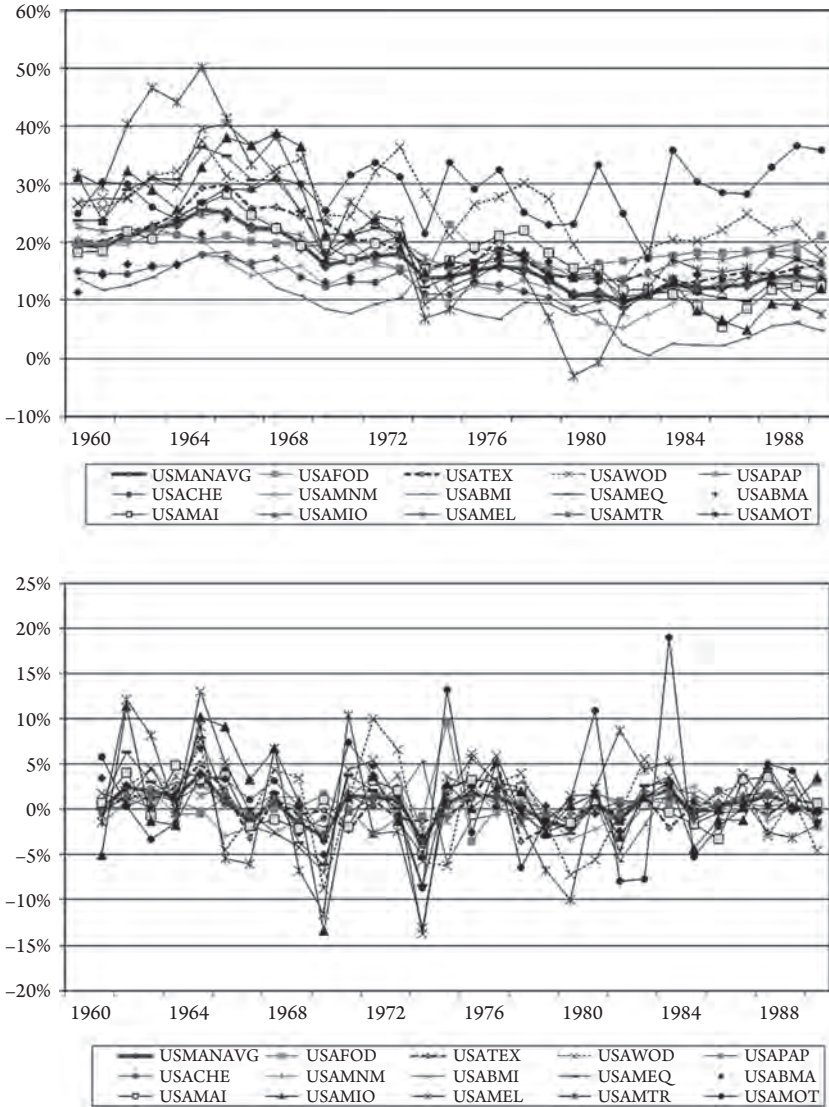 60%
50%
40%
30%
20%
10%
0%
–10%
1960 1964 1968 1972 1976 1980 1984 1988
USMANAVG USAFOD USATEX USAWOD USAPAP
USACHE USAMNM USABMI USAMEQ USABMA
USAMAI USAMIO USAMEL USAMTR USAMOT
25%
20%
15%
10%
5%
0%
–5%
–10%
–15%
–20%
1960 1964 1968 1972 1976 1980 1984 1988
USMANAVG USAFOD USATEX USAWOD USAPAP
USACHE USAMNM USABMI USAMEQ USABMA
USAMAI USAMIO USAMEL USAMTR USAMOT